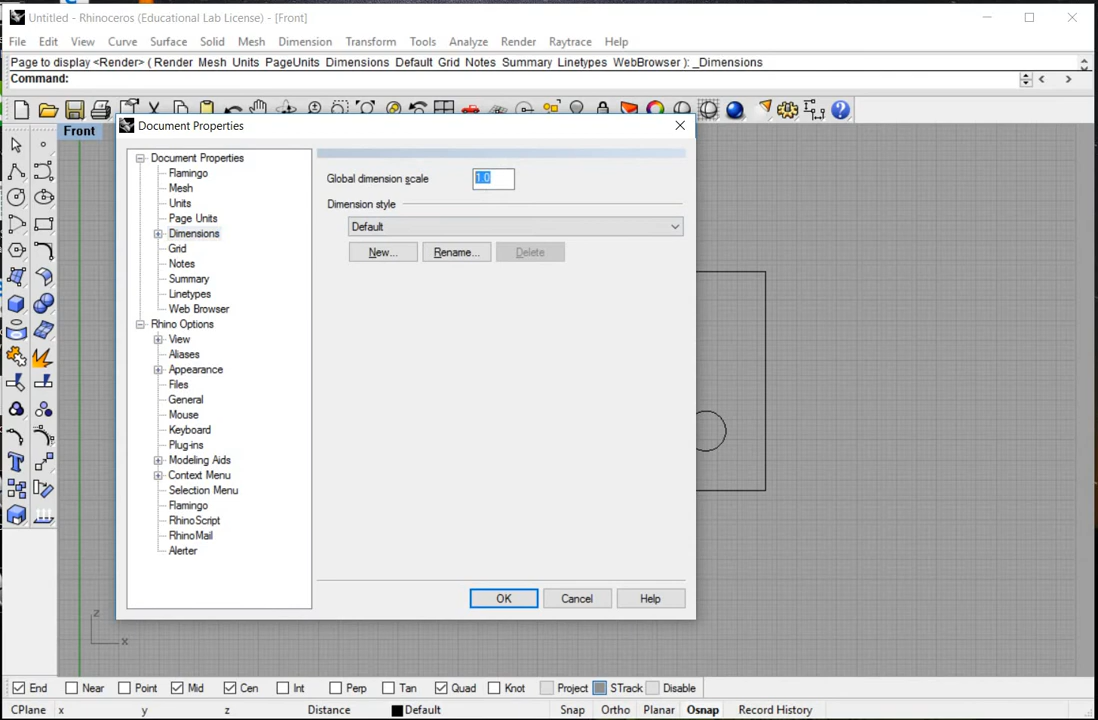 Untitled - Rhinoceros (Educational Lab License) - [Front]
File Edit View Curve Surface Solid Mesh Dimension Transform Tools Analyze Render Raytrace Help
Page to display <Render> ( Render Mesh Units PageUnits Dimensions Default Grid Notes Summary Linetypes WebBrowser ): _Dimensions
Command:
Front
Document Properties
Document Properties
Flamingo
Mesh
Units
Page Units
Dimensions
Grid
Notes
Summary
Linetypes
Web Browser
Rhino Options
View
Aliases
Appearance
Files
General
Mouse
Keyboard
Plug-ins
Modeling Aids
Context Menu
Selection Menu
Flamingo
RhinoScript
RhinoMail
Alerter
Global dimension scale 1.0
Dimension style
Default
New... Rename... Delete
OK Cancel Help
z
x
End Near Point Mid Cen Int Perp Tan Quad Knot Project STrack Disable
CPlane x y z Distance Default Snap Ortho Planar Osnap Record History